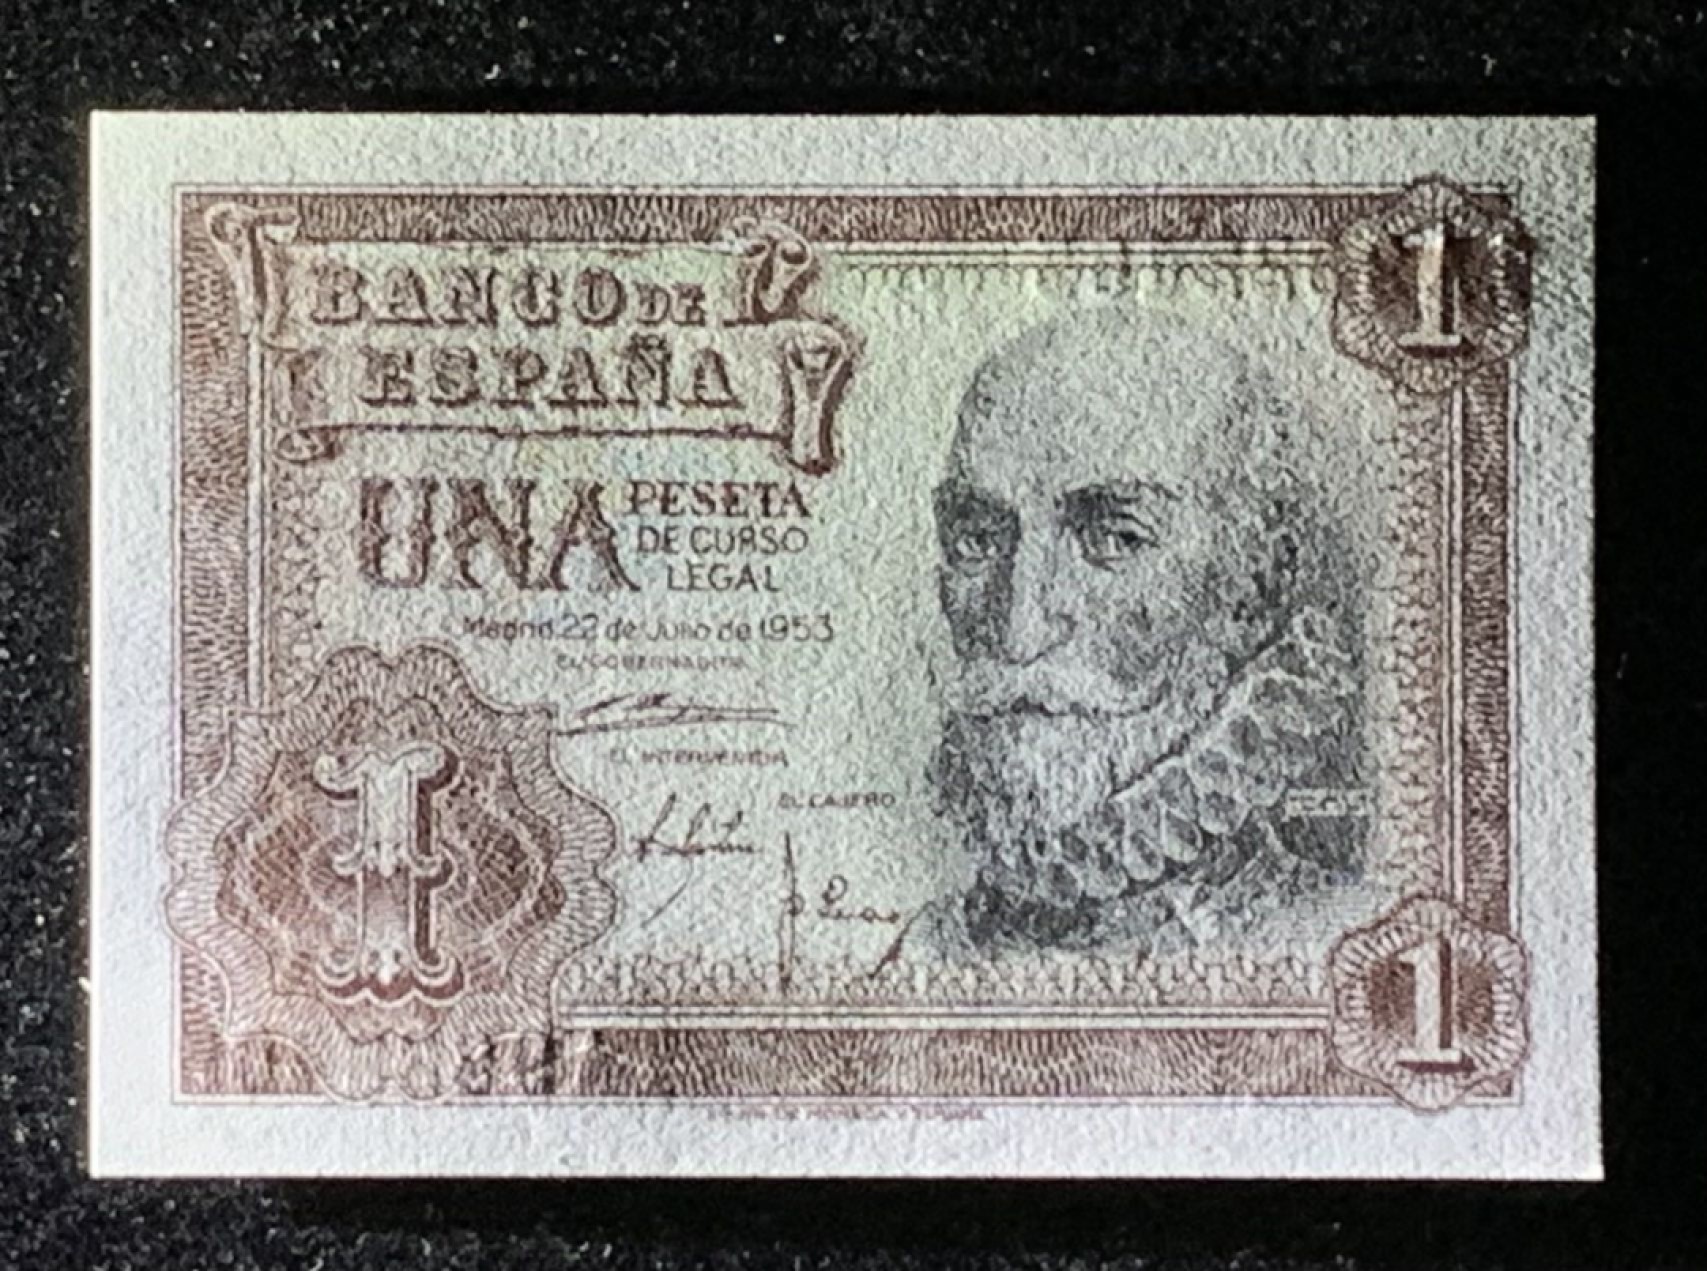 BANCO DE
ESPAÑA
1
UNA PESETA
DE CURSO
LEGAL
Madrid 22 de Julio de 1953
EL GOBERNADOR
EL INTERVENTOR
EL CAJERO
1
1